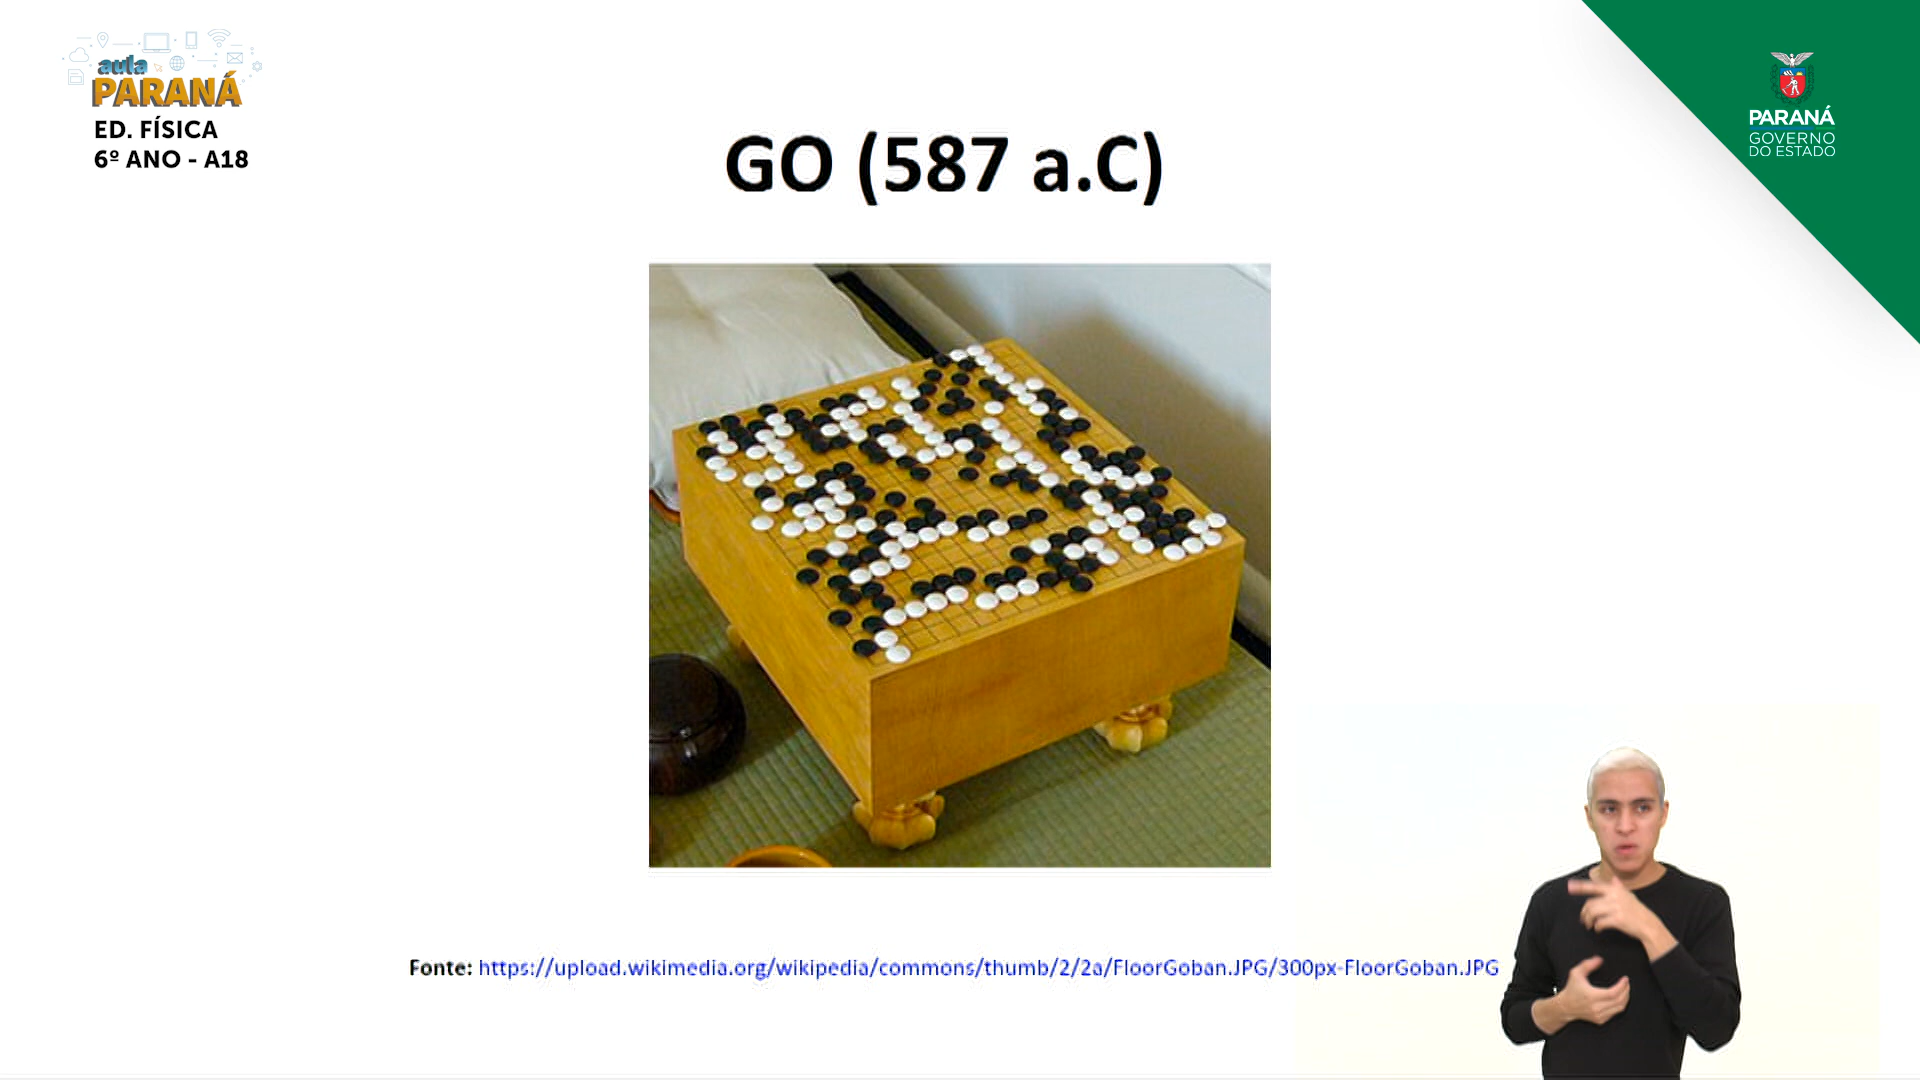 aula
PARANÁ
ED. FÍSICA
6º ANO - A18
PARANÁ
GOVERNO
DO ESTADO
GO (587 a.C)
Fonte: https://upload.wikimedia.org/wikipedia/commons/thumb/2/2a/FloorGoban.JPG/300px-FloorGoban.JPG